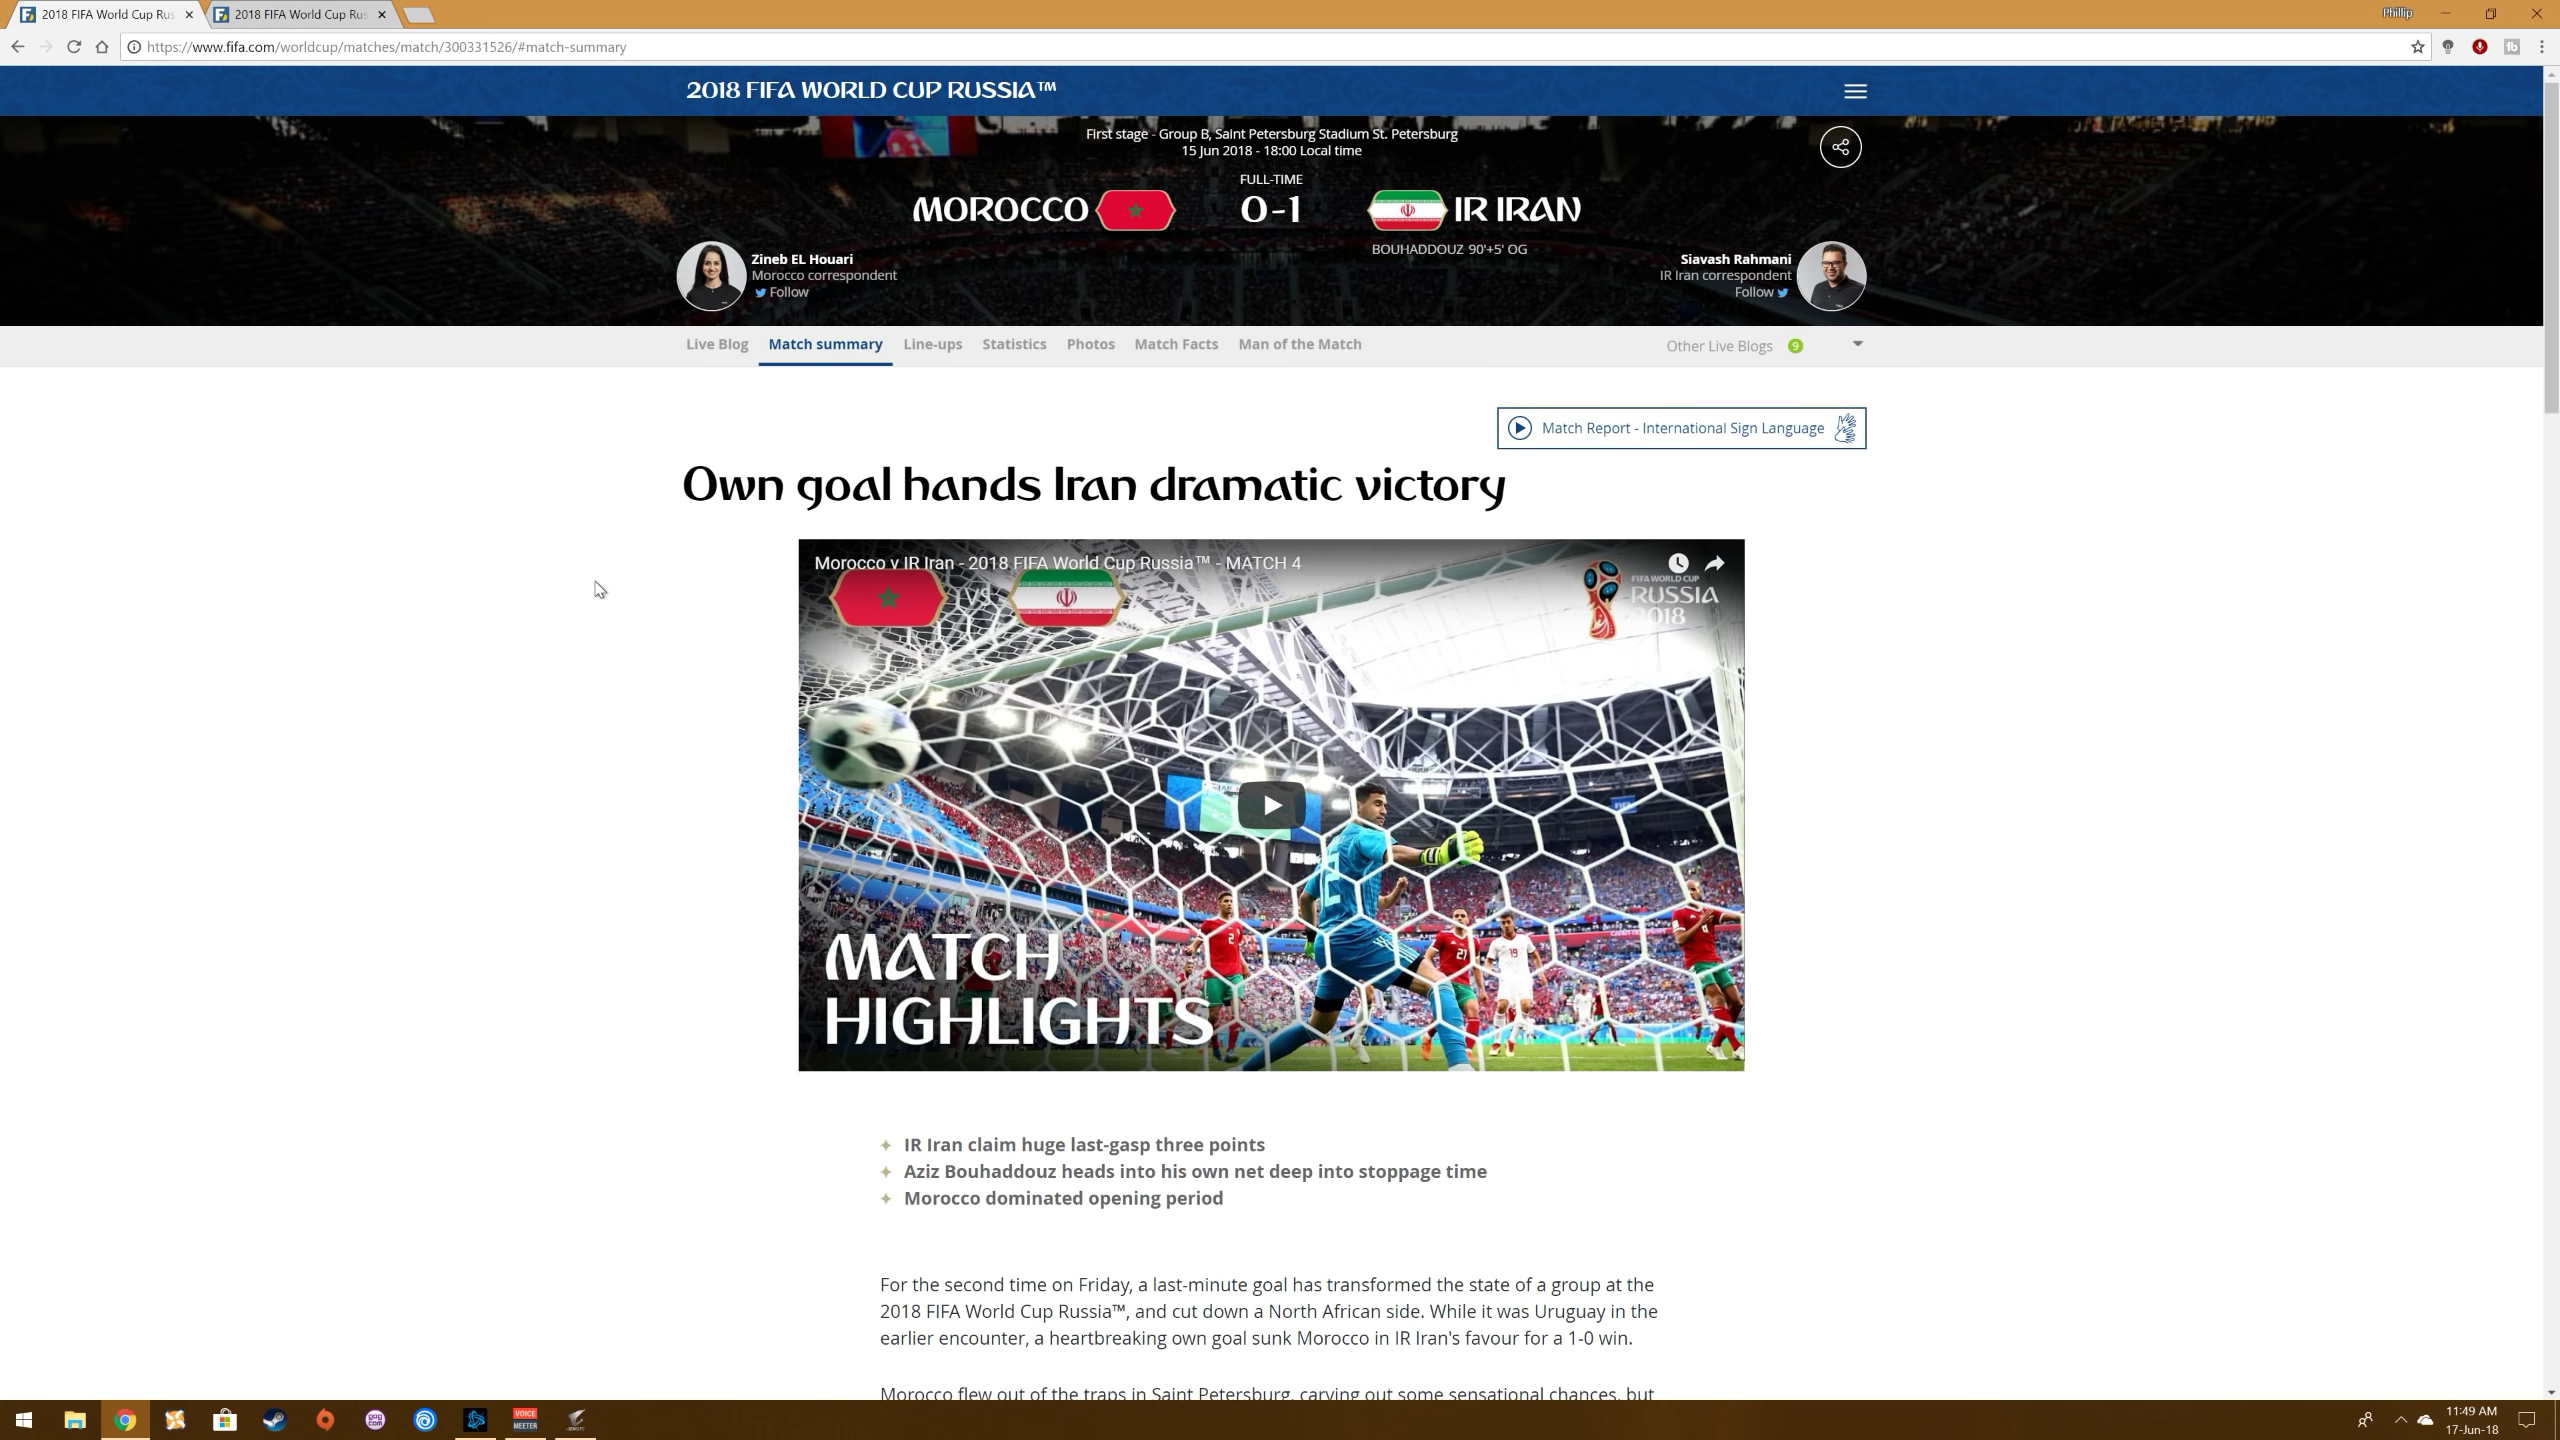 2018 FIFA World Cup Rus
2018 FIFA World Cup Rus
Phillip
https://www.fifa.com/worldcup/matches/match/300331526/#match-summary
2018 FIFA WORLD CUP RUSSIA™
First stage - Group B, Saint Petersburg Stadium St. Petersburg
15 Jun 2018 - 18:00 Local time
FULL-TIME
MOROCCO 0-1 IR IRAN
BOUHADDOUZ 90'+5' OG
Zineb EL Houari
Morocco correspondent
Follow
Siavash Rahmani
IR Iran correspondent
Follow
Live Blog Match summary Line-ups Statistics Photos Match Facts Man of the Match Other Live Blogs 9
Match Report - International Sign Language
Own goal hands Iran dramatic victory
Morocco v IR Iran - 2018 FIFA World Cup Russia™ - MATCH 4
VS
FIFA WORLD CUP
RUSSIA
2018
2
21
19
MATCH
HIGHLIGHTS
IR Iran claim huge last-gasp three points
Aziz Bouhaddouz heads into his own net deep into stoppage time
Morocco dominated opening period
For the second time on Friday, a last-minute goal has transformed the state of a group at the
2018 FIFA World Cup Russia™, and cut down a North African side. While it was Uruguay in the
earlier encounter, a heartbreaking own goal sunk Morocco in IR Iran's favour for a 1-0 win.
Morocco flew out of the traps in Saint Petersburg, carving out some sensational chances, but
VOICE
MEETER
11:49 AM
17-Jun-18